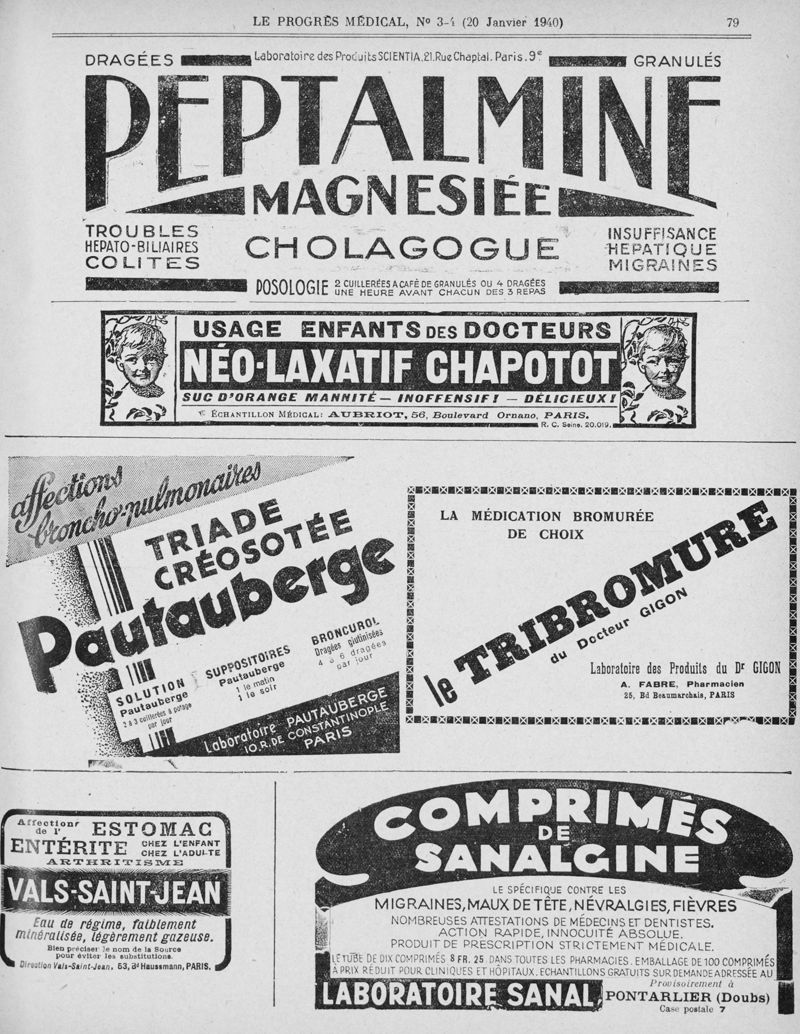 LE PROGRÈS MÉDICAL, Nº 3-4 (20 Janvier 1940)
79
DRAGÉES
Laboratoire des Produits SCIENTIA. 21. Rue Chaptal. Paris. 9e
GRANULÉS
PEPTALMINE
MAGNESIÉE
TROUBLES
HÉPATO-BILIAIRES
COLITES
CHOLAGOGUE
INSUFFISANCE
HEPATIQUE
MIGRAINES
POSOLOGIE
2 CUILLERÉES A CAFÉ DE GRANULÉS OU 4 DRAGÉES
UNE HEURE AVANT CHACUN DES 3 REPAS
USAGE ENFANTS DES DOCTEURS
NÉO-LAXATIF CHAPOTOT
SUC D'ORANGE MANNITÉ — INOFFENSIF! — DÉLICIEUX!
ÉCHANTILLON MÉDICAL: AUBRIOT, 56, Boulevard Ornano, PARIS.
R. C. Seine. 20.019.
affections
broncho-pulmonaires
TRIADE
CRÉOSOTÉE
Pautauberge
SOLUTION
Pautauberge
2 à 3 cuillerées à potage
par jour
SUPPOSITOIRES
Pautauberge
1 le matin
1 le soir
BRONCUROL
Dragées glutinisées
4 à 6 dragées
par jour
Laboratoire PAUTAUBERGE
10. R. DE CONSTANTINOPLE
PARIS
LA MÉDICATION BROMURÉE
DE CHOIX
le TRIBROMURE
du Docteur GIGON
Laboratoire des Produits du Dr GIGON
A. FABRE, Pharmacien
25, Bd Beaumarchais, PARIS
Affections
de l'
ESTOMAC
ENTÉRITE
CHEZ L'ENFANT
CHEZ L'ADULTE
ARTHRITISME
VALS-SAINT-JEAN
Eau de régime, faiblement
minéralisée, légèrement gazeuse.
Bien préciser le nom de la Source
pour éviter les substitutions.
Direction Vals-Saint-Jean. 53, Bd Haussmann, PARIS.
COMPRIMÉS
DE
SANALGINE
LE SPÉCIFIQUE CONTRE LES
MIGRAINES, MAUX DE TÊTE, NÉVRALGIES, FIÈVRES
NOMBREUSES ATTESTATIONS DE MÉDECINS ET DENTISTES.
ACTION RAPIDE, INNOCUITÉ ABSOLUE.
PRODUIT DE PRESCRIPTION STRICTEMENT MÉDICALE.
LE TUBE DE DIX COMPRIMÉS 8 FR. 25. DANS TOUTES LES PHARMACIES. EMBALLAGE DE 100 COMPRIMÉS
A PRIX RÉDUIT POUR CLINIQUES ET HÔPITAUX. ECHANTILLONS GRATUITS SUR DEMANDE ADRESSÉE AU
LABORATOIRE SANAL,
Provisoirement à
PONTARLIER (Doubs)
Case postale 7